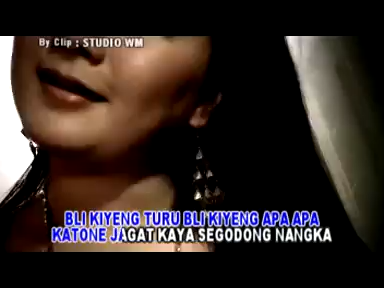 By Clip : STUDIO WM
BLI KIYENG TURU BLI KIYENG APA APA
KATONE JAGAT KAYA SEGODONG NANGKA